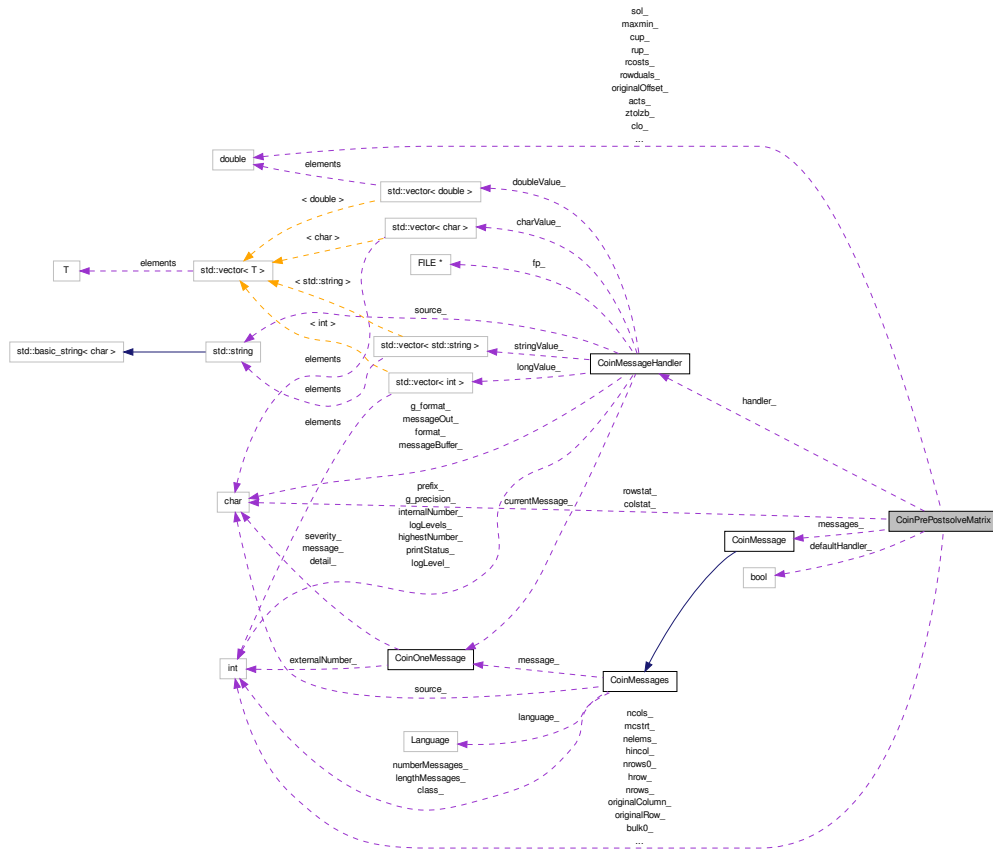 sol_
maxmin_
cup_
rup_
rcosts_
rowduals_
originalOffset_
acts_
ztolzb_
clo_
...
double
elements
std::vector< double >
doubleValue_
< double >
std::vector< char >
charValue_
< char >
FILE *
fp_
T
elements
std::vector< T >
< std::string >
source_
< int >
std::basic_string< char >
std::string
std::vector< std::string >
stringValue_
CoinMessageHandler
elements
longValue_
std::vector< int >
elements
handler_
g_format_
messageOut_
format_
messageBuffer_
elements
prefix_
g_precision_
internalNumber_
logLevels_
highestNumber_
printStatus_
logLevel_
currentMessage_
char
rowstat_
colstat_
CoinPrePostsolveMatrix
messages_
severity_
message_
detail_
CoinMessage
defaultHandler_
bool
CoinOneMessage
externalNumber_
message_
int
CoinMessages
source_
language_
Language
numberMessages_
lengthMessages_
class_
ncols_
mcstrt_
nelems_
hincol_
nrows0_
hrow_
nrows_
originalColumn_
originalRow_
bulk0_
...